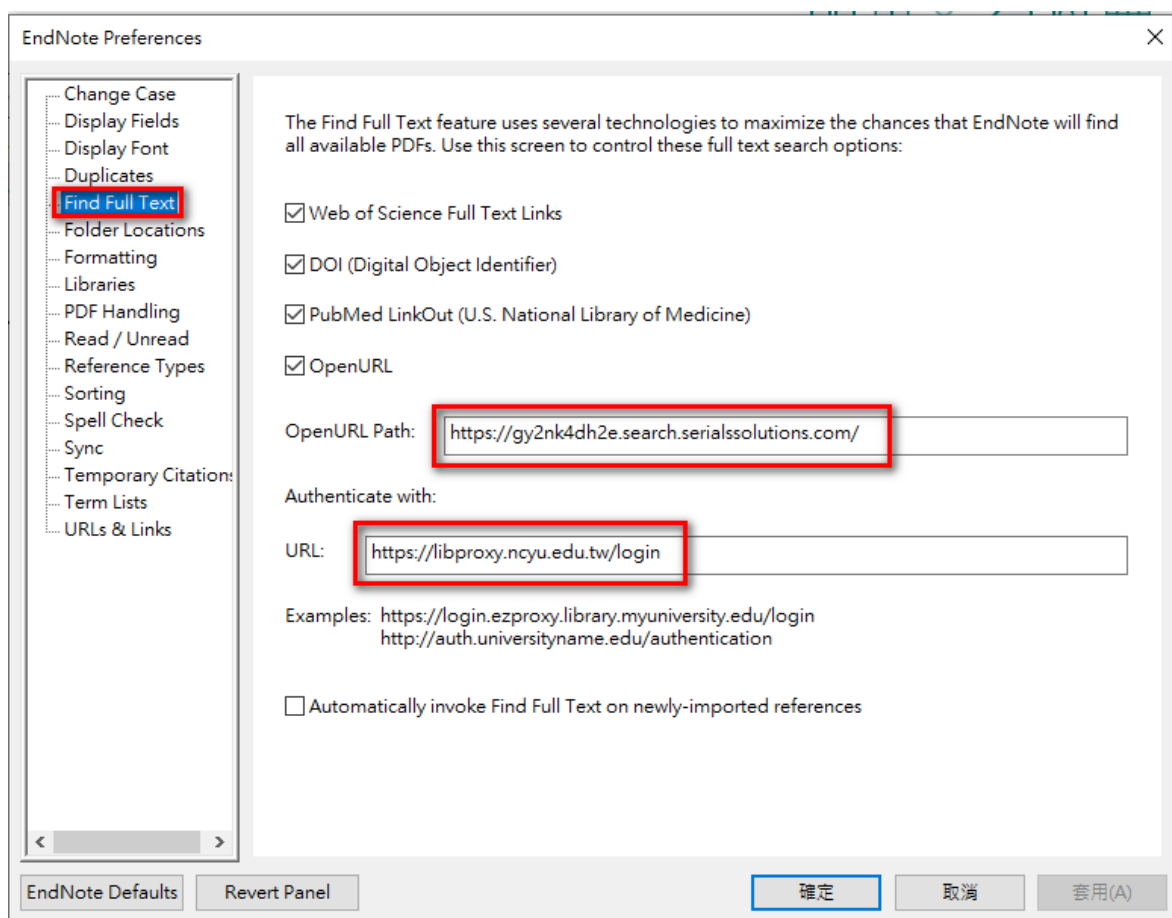 EndNote Preferences
Change Case
Display Fields
Display Font
Duplicates
Find Full Text
Folder Locations
Formatting
Libraries
PDF Handling
Read / Unread
Reference Types
Sorting
Spell Check
Sync
Temporary Citation
Term Lists
URLs & Links
The Find Full Text feature uses several technologies to maximize the chances that EndNote will find
all available PDFs. Use this screen to control these full text search options:
Web of Science Full Text Links
DOI (Digital Object Identifier)
PubMed LinkOut (U.S. National Library of Medicine)
OpenURL
OpenURL Path: https://gy2nk4dh2e.search.serialssolutions.com/
Authenticate with:
URL: https://libproxy.ncyu.edu.tw/login
Examples: https://login.ezproxy.library.myuniversity.edu/login
http://auth.universityname.edu/authentication
Automatically invoke Find Full Text on newly-imported references
EndNote Defaults Revert Panel 確定 取消 套用(A)